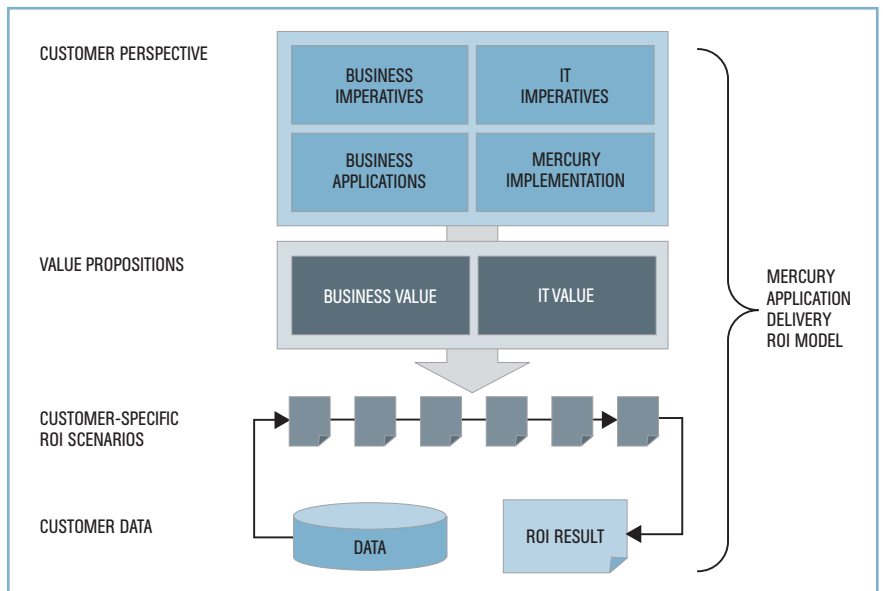 CUSTOMER PERSPECTIVE
BUSINESS
IMPERATIVES
IT
IMPERATIVES
BUSINESS
APPLICATIONS
MERCURY
IMPLEMENTATION
VALUE PROPOSITIONS
BUSINESS VALUE
IT VALUE
MERCURY
APPLICATION
DELIVERY
ROI MODEL
CUSTOMER-SPECIFIC
ROI SCENARIOS
CUSTOMER DATA
DATA
ROI RESULT